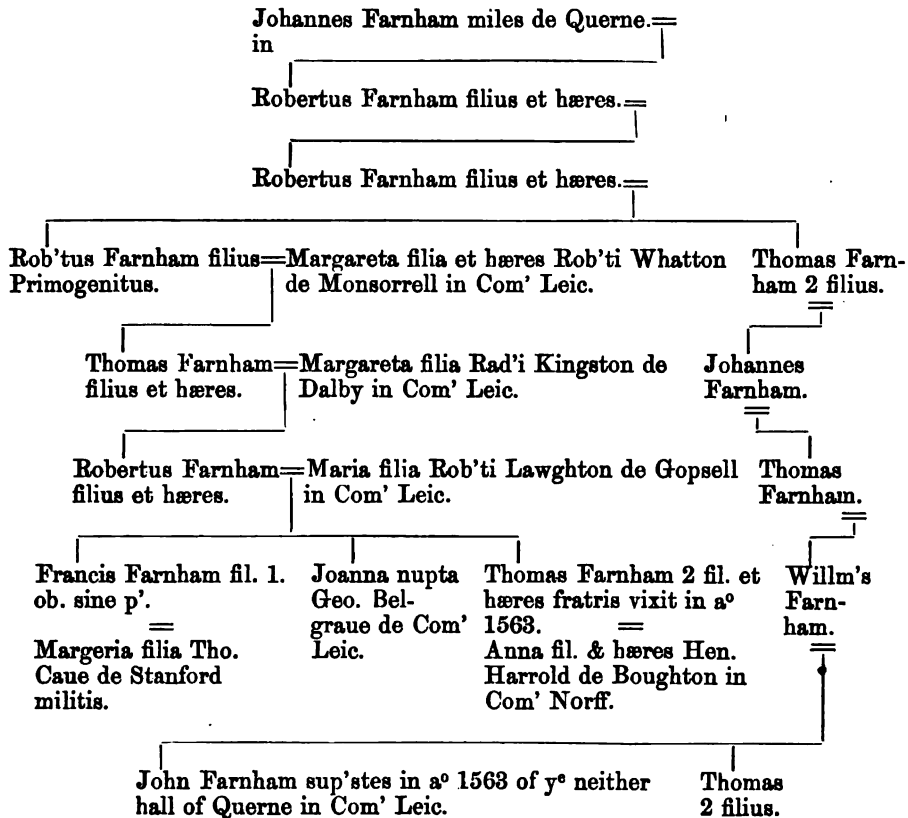 Johannes Farnham miles de Querne.
in
Robertus Farnham filius et hæres.
Robertus Farnham filius et hæres.
Rob'tus Farnham filius
Primogenitus.
Margareta filia et hæres Rob'ti Whatton
de Monsorrell in Com' Leic.
Thomas Farn-
ham 2 filius.
Thomas Farnham
filius et hæres.
Margareta filia Rad'i Kingston de
Dalby in Com' Leic.
Johannes
Farnham.
Robertus Farnham
filius et hæres.
Maria filia Rob'ti Lawghton de Gopsell
in Com' Leic.
Thomas
Farnham.
Francis Farnham fil. 1.
ob. sine p'.
Margeria filia Tho.
Caue de Stanford
militis.
Joanna nupta
Geo. Bel-
graue de Com'
Leic.
Thomas Farnham 2 fil. et
hæres fratris vixit in aº
1563.
Anna fil. & hæres Hen.
Harrold de Boughton in
Com' Norff.
Willm's
Farn-
ham.
John Farnham sup'stes in aº 1563 of yᵉ neither
hall of Querne in Com' Leic.
Thomas
2 filius.